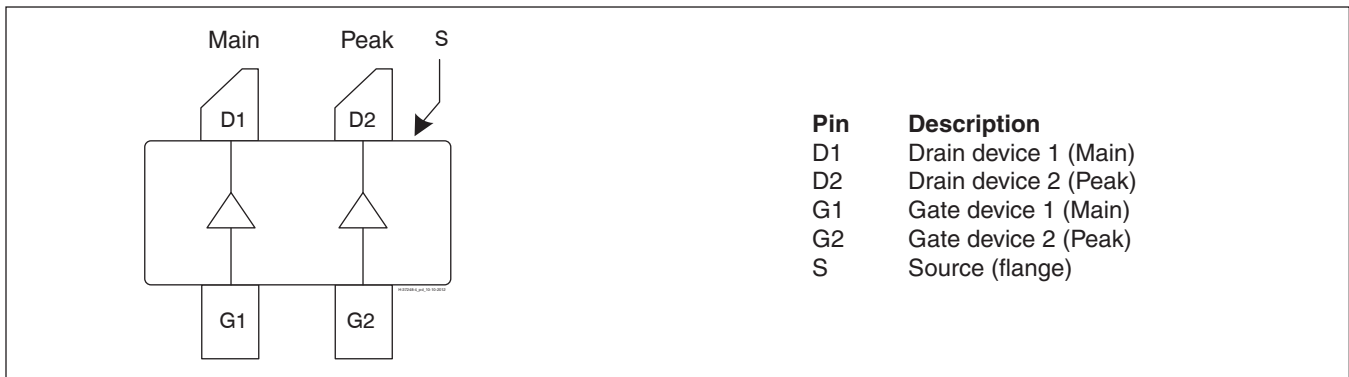 Main Peak S
D1 D2
G1 G2
Pin Description
D1 Drain device 1 (Main)
D2 Drain device 2 (Peak)
G1 Gate device 1 (Main)
G2 Gate device 2 (Peak)
S Source (flange)